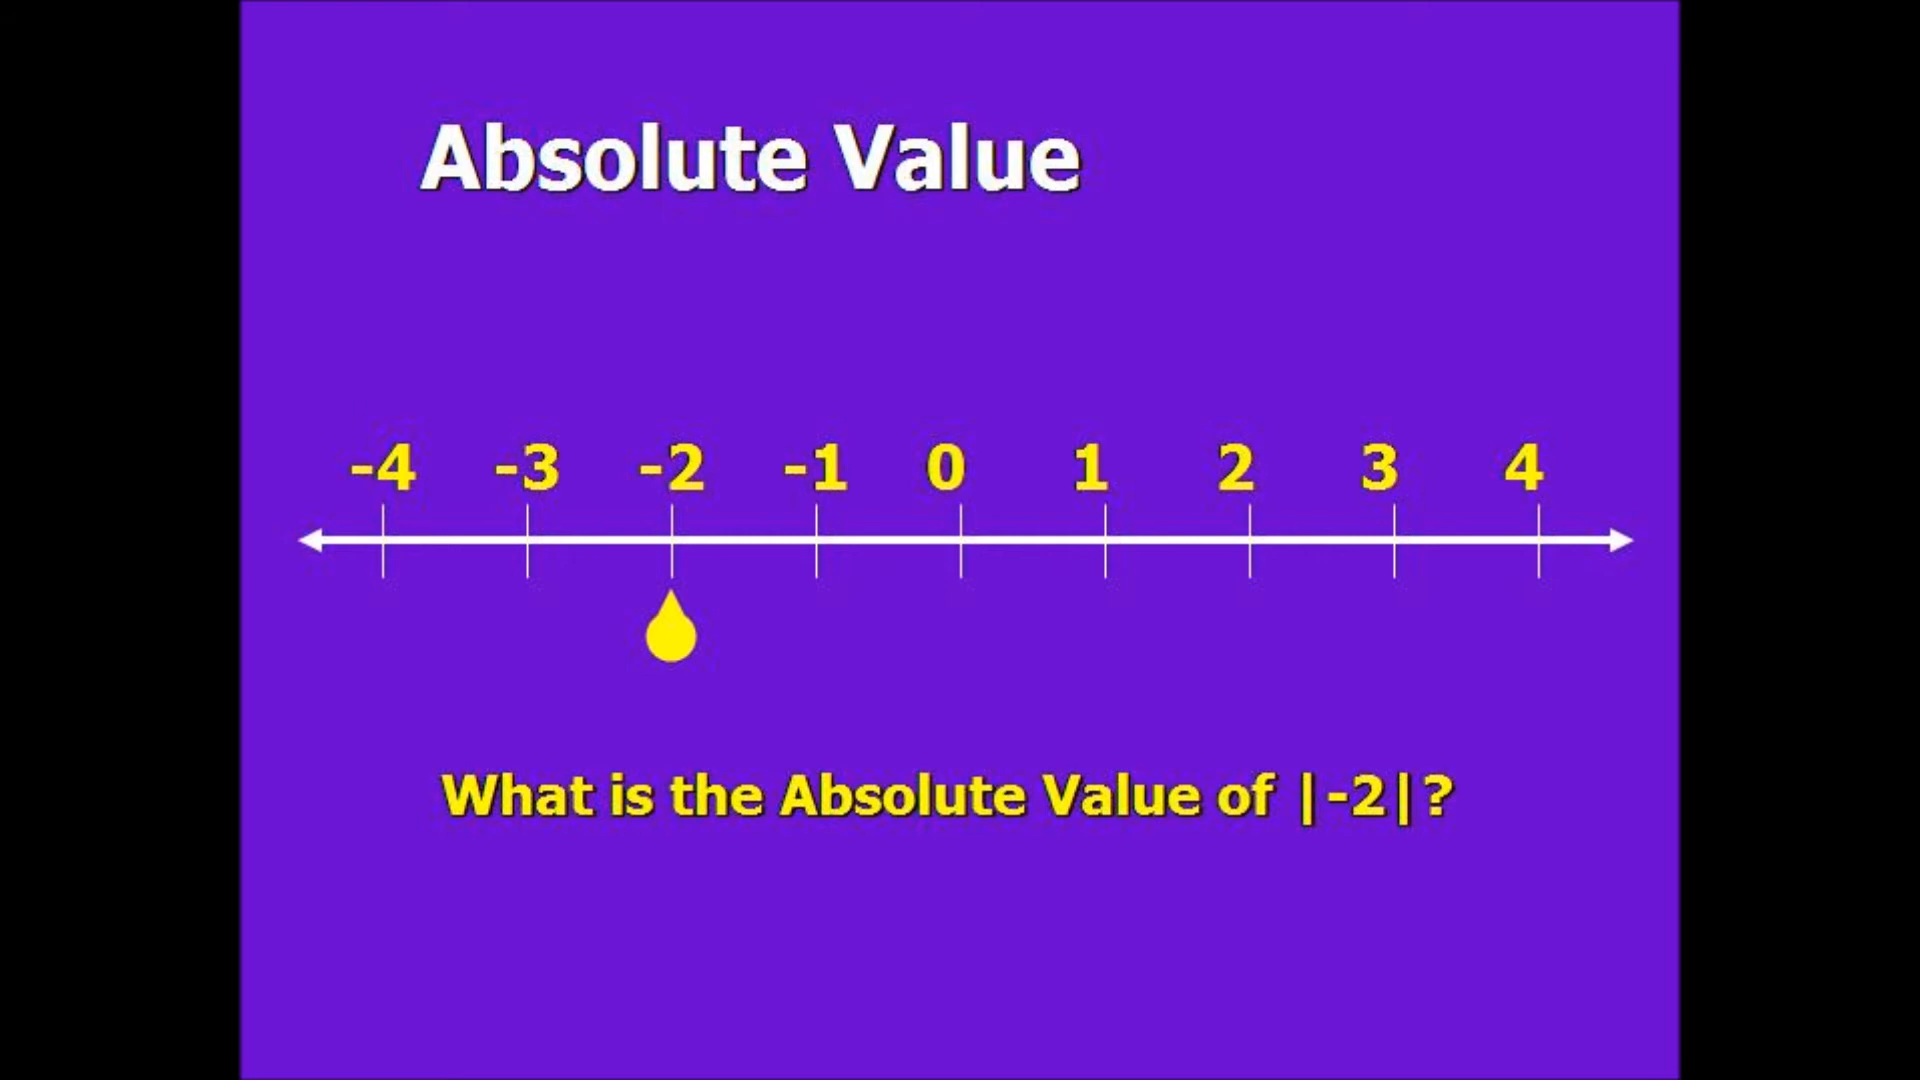 Absolute Value
-4 -3 -2 -1 0 1 2 3 4
What is the Absolute Value of |-2|?